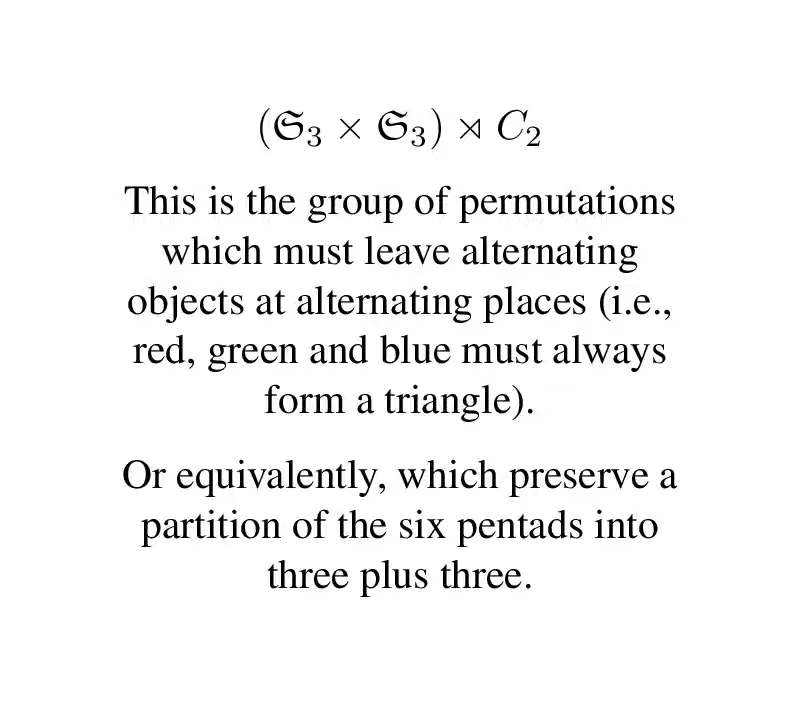 (𝔖₃ × 𝔖₃) ⋊ C₂
This is the group of permutations
which must leave alternating
objects at alternating places (i.e.,
red, green and blue must always
form a triangle).
Or equivalently, which preserve a
partition of the six pentads into
three plus three.